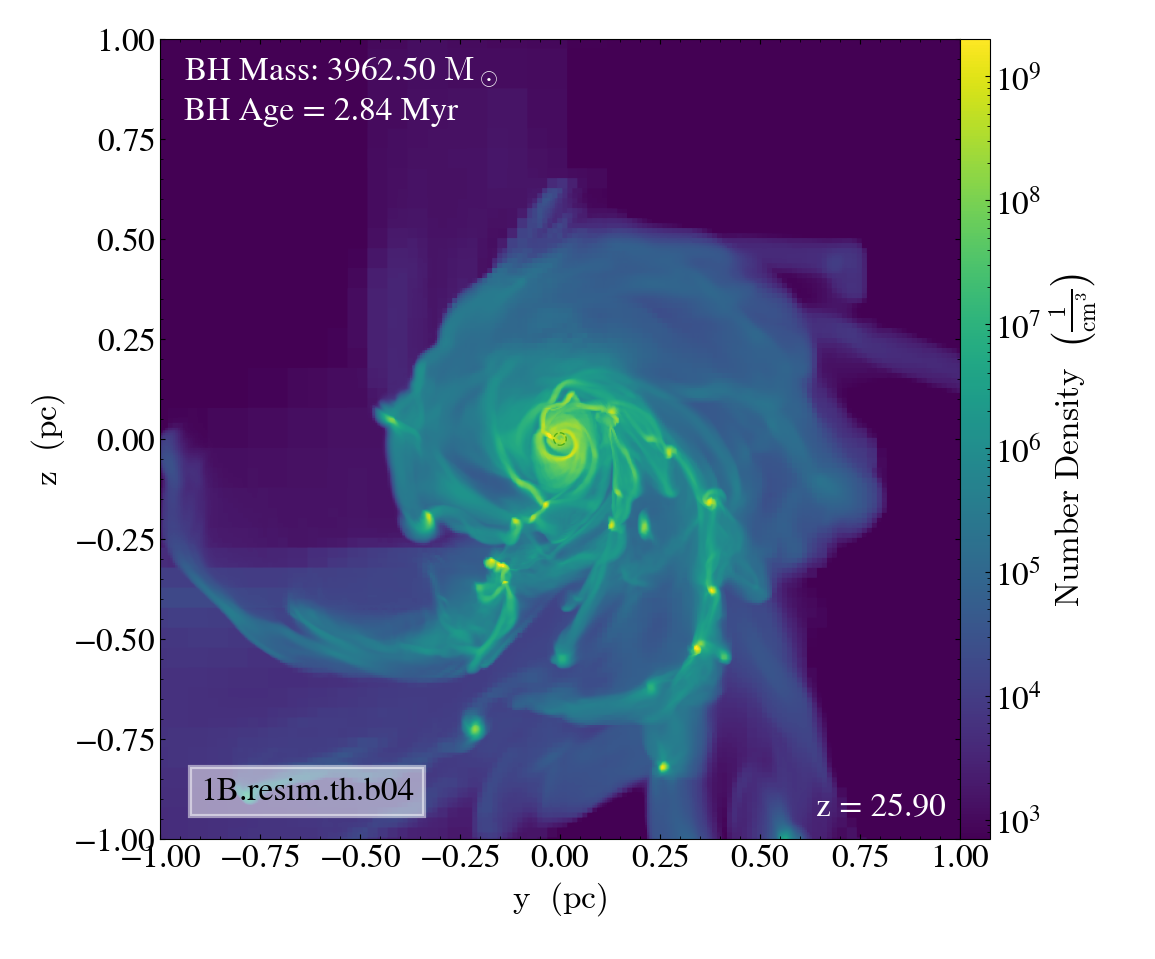 BH Mass: 3962.50 M⊙
BH Age = 2.84 Myr
1.00
0.75
0.50
0.25
0.00
−0.25
−0.50
−0.75
−1.00
z (pc)
1B.resim.th.b04
z = 25.90
−1.00 −0.75 −0.50 −0.25 0.00 0.25 0.50 0.75 1.00
y (pc)
10⁹
10⁸
10⁷
10⁶
10⁵
10⁴
10³
Number Density (1/cm³)